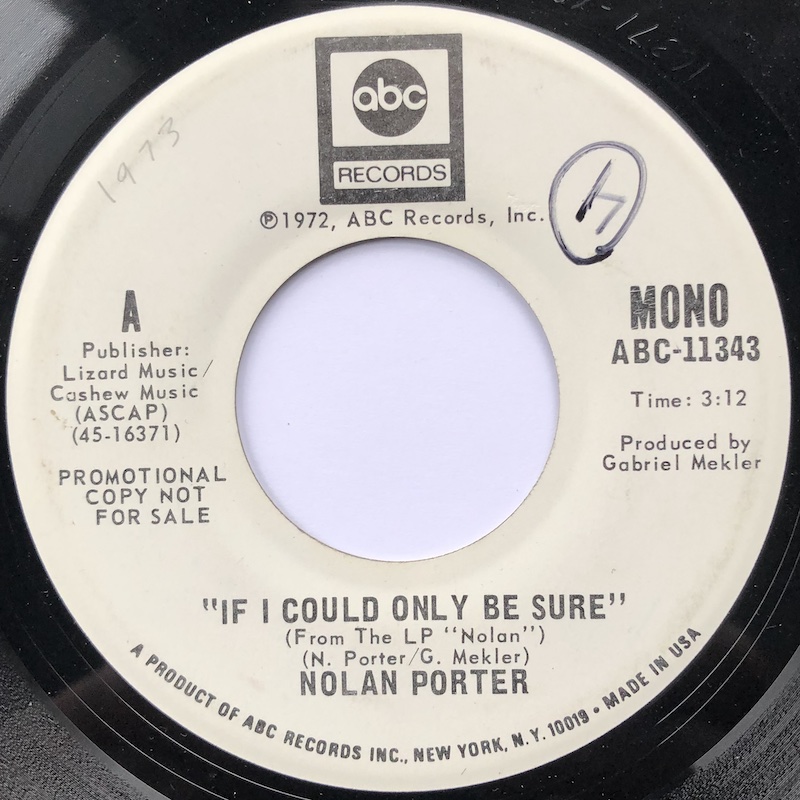 abc
RECORDS
℗1972, ABC Records, Inc.
1973
A
Publisher:
Lizard Music/
Cashew Music
(ASCAP)
(45-16371)
PROMOTIONAL
COPY NOT
FOR SALE
MONO
ABC-11343
Time: 3:12
Produced by
Gabriel Mekler
"IF I COULD ONLY BE SURE"
(From The LP "Nolan")
(N. Porter/G. Mekler)
NOLAN PORTER
A PRODUCT OF ABC RECORDS INC., NEW YORK, N.Y. 10019 • MADE IN USA